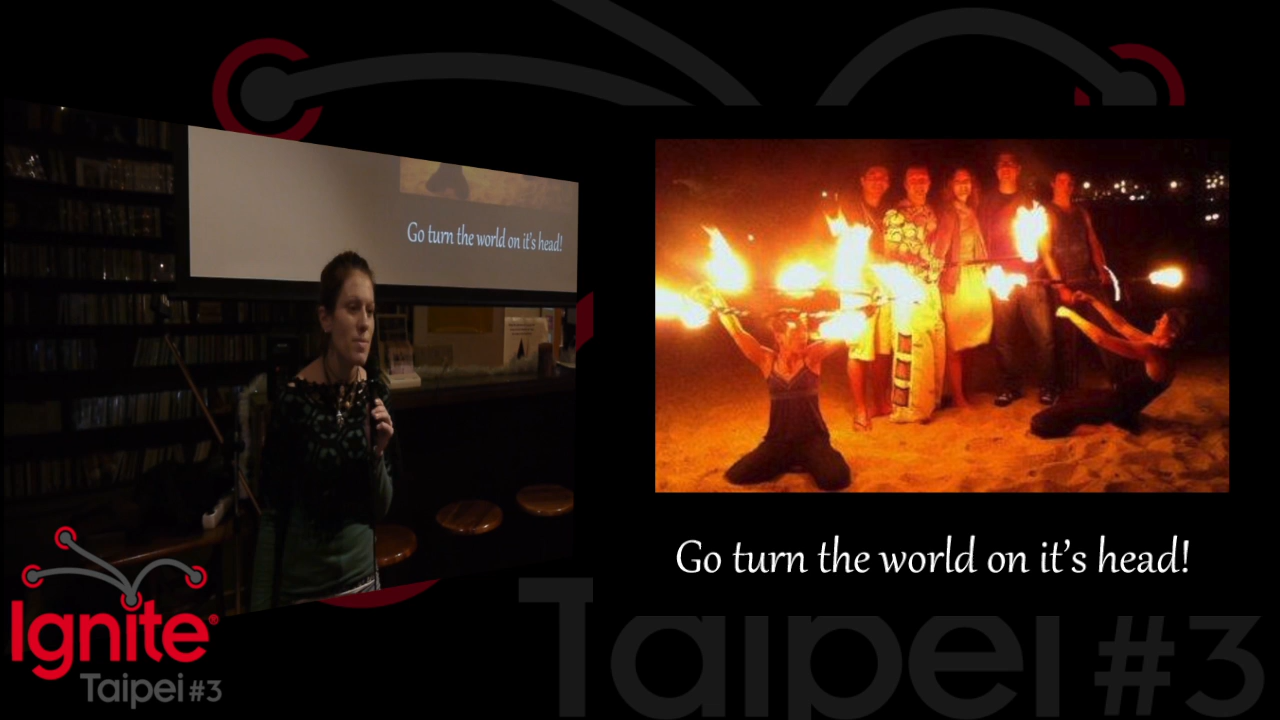 Go turn the world on it's head!
Go turn the world on it’s head!
Ignite®
Taipei #3
Taipei #3